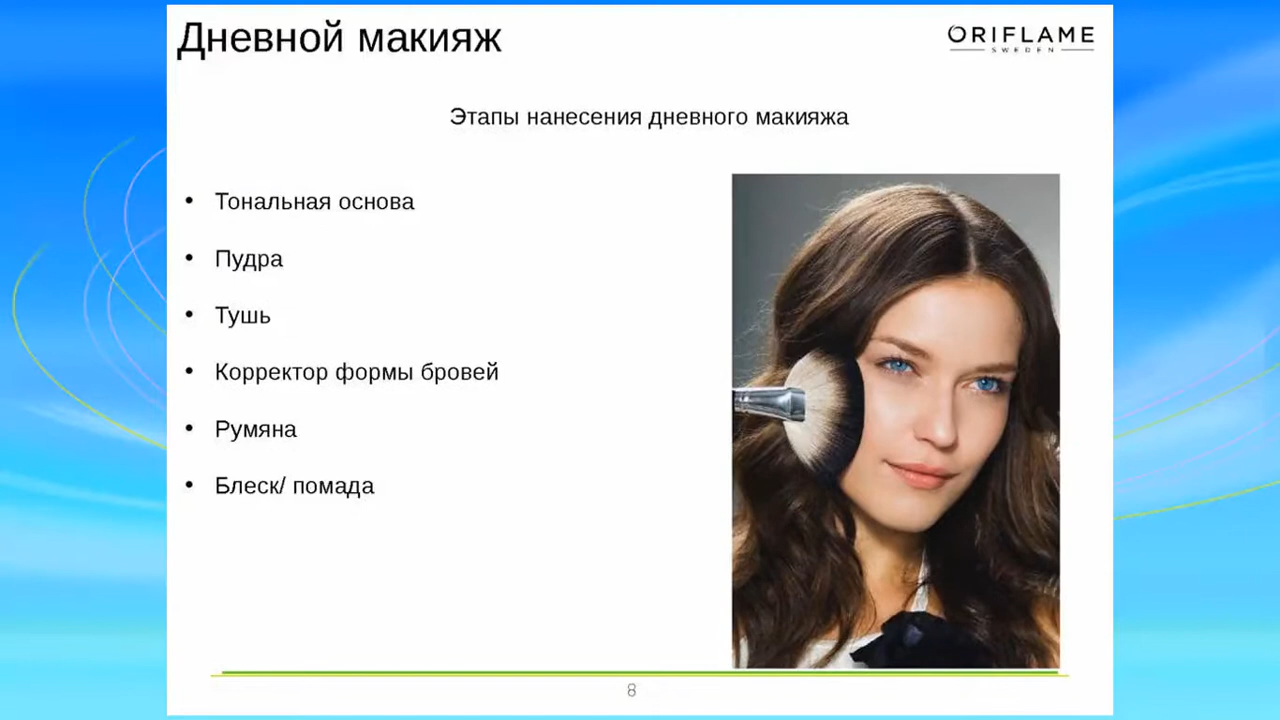 Дневной макияж
ORIFLAME
SWEDEN
Этапы нанесения дневного макияжа
• Тональная основа
• Пудра
• Тушь
• Корректор формы бровей
• Румяна
• Блеск/ помада
8